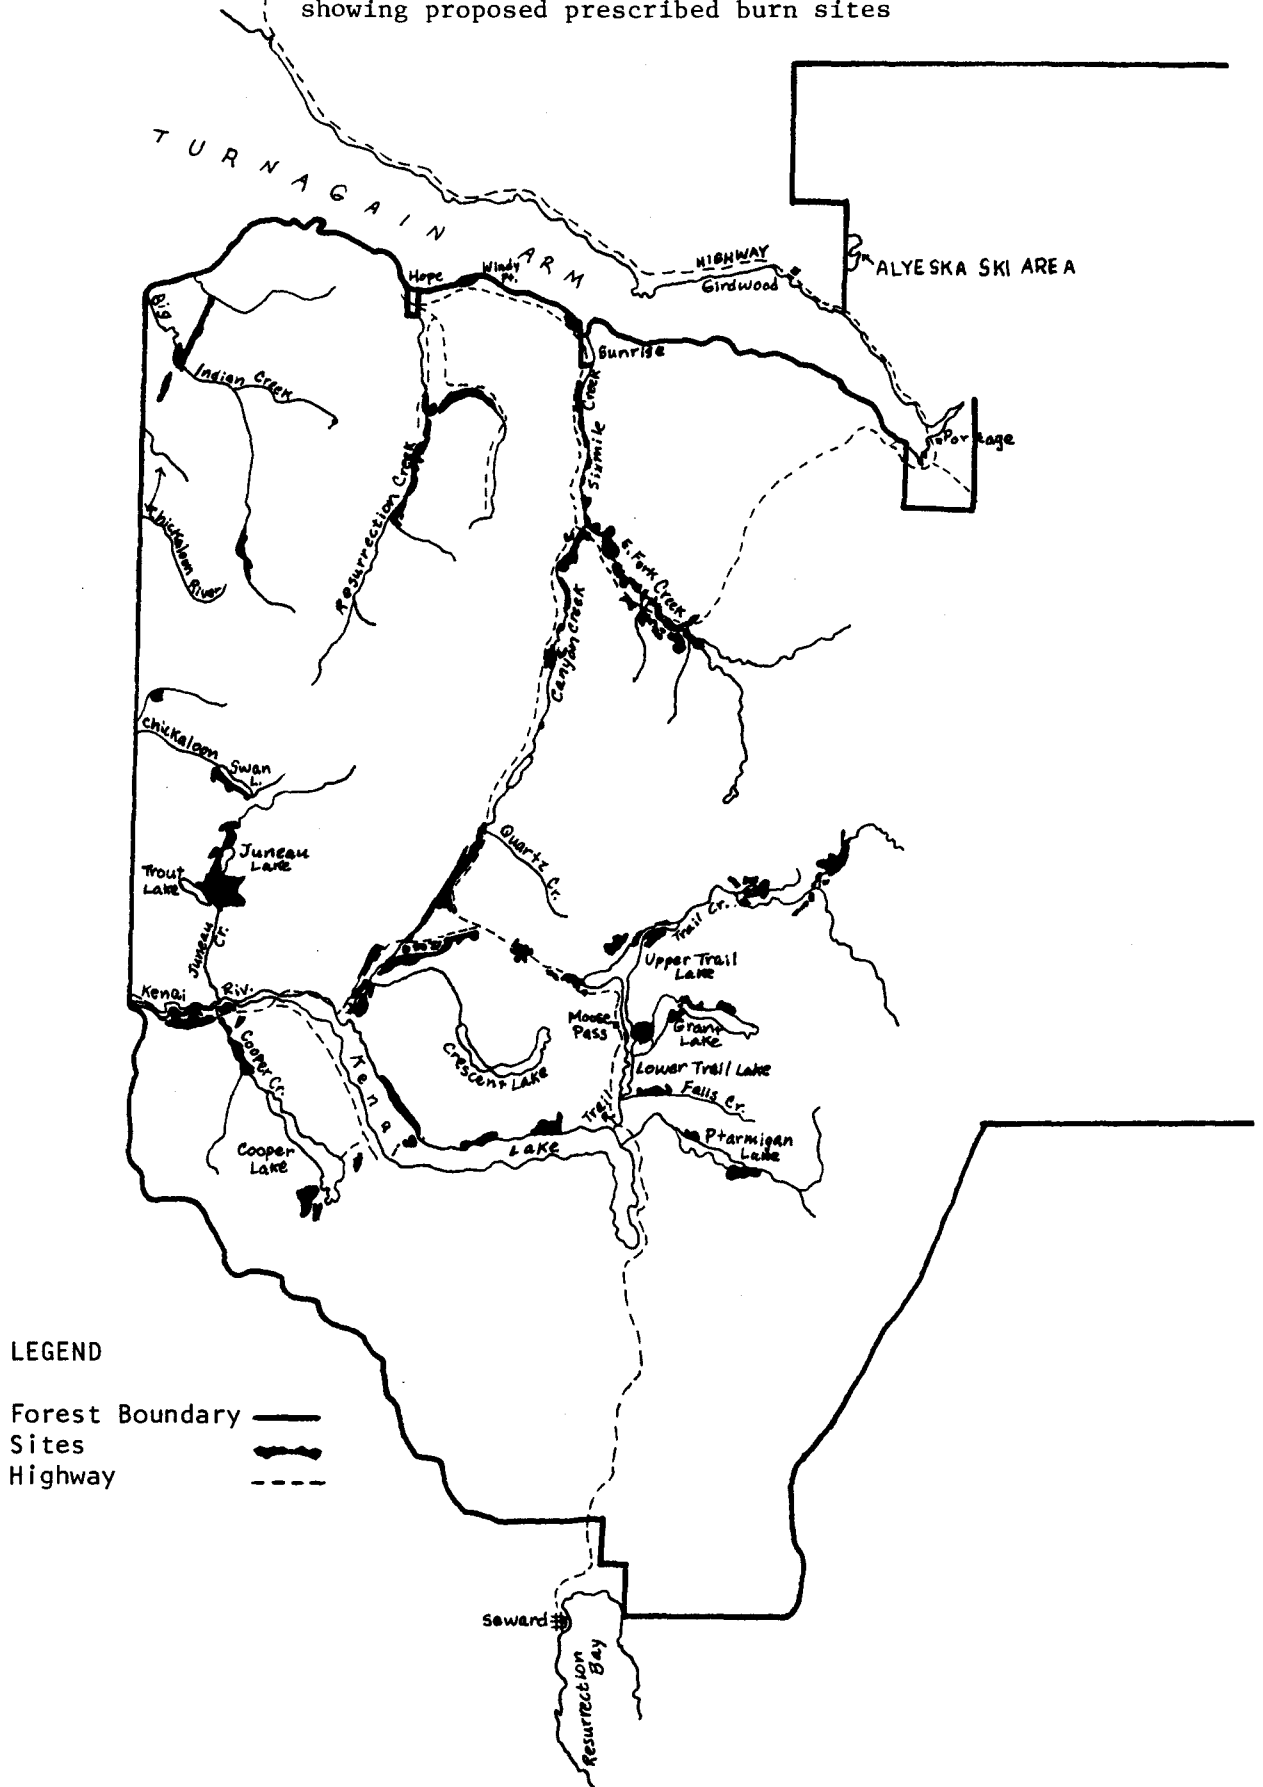 showing proposed prescribed burn sites
TURNAGAIN ARM
HIGHWAY
Girdwood
ALYESKA SKI AREA
Hope
Windy
Pt.
Sunrise
Portage
Big
Indian Creek
Resurrection Creek
Sixmile Creek
Chickaloon River
E. Fork Creek
Canyon Creek
Chickaloon
Swan
L.
Juneau
Lake
Trout
Lake
Quartz Cr.
Juneau
Cr.
Trail Cr.
Upper Trail
Lake
Kenai Riv.
Moose
Pass
Grant
Lake
Crescent Lake
Lower Trail Lake
Cooper Cr.
Kenai
Lake
Trail
Falls Cr.
Ptarmigan
Lake
Cooper
Lake
LEGEND
Forest Boundary
Sites
Highway
Seward
Resurrection
Bay